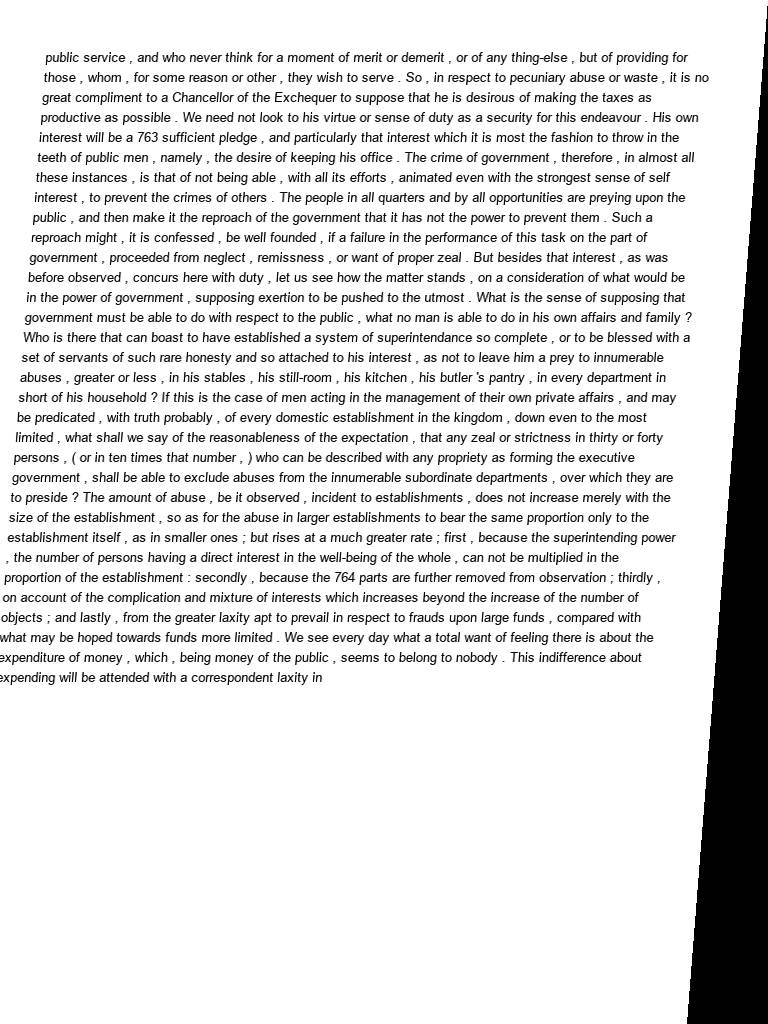 public service , and who never think for a moment of merit or demerit , or of any thing-else , but of providing for
those , whom , for some reason or other , they wish to serve . So , in respect to pecuniary abuse or waste , it is no
great compliment to a Chancellor of the Exchequer to suppose that he is desirous of making the taxes as
productive as possible . We need not look to his virtue or sense of duty as a security for this endeavour . His own
interest will be a 763 sufficient pledge , and particularly that interest which it is most the fashion to throw in the
teeth of public men , namely , the desire of keeping his office . The crime of government , therefore , in almost all
these instances , is that of not being able , with all its efforts , animated even with the strongest sense of self
interest , to prevent the crimes of others . The people in all quarters and by all opportunities are preying upon the
public , and then make it the reproach of the government that it has not the power to prevent them . Such a
reproach might , it is confessed , be well founded , if a failure in the performance of this task on the part of
government , proceeded from neglect , remissness , or want of proper zeal . But besides that interest , as was
before observed , concurs here with duty , let us see how the matter stands , on a consideration of what would be
in the power of government , supposing exertion to be pushed to the utmost . What is the sense of supposing that
government must be able to do with respect to the public , what no man is able to do in his own affairs and family ?
Who is there that can boast to have established a system of superintendance so complete , or to be blessed with a
set of servants of such rare honesty and so attached to his interest , as not to leave him a prey to innumerable
abuses , greater or less , in his stables , his still-room , his kitchen , his butler 's pantry , in every department in
short of his household ? If this is the case of men acting in the management of their own private affairs , and may
be predicated , with truth probably , of every domestic establishment in the kingdom , down even to the most
limited , what shall we say of the reasonableness of the expectation , that any zeal or strictness in thirty or forty
persons , ( or in ten times that number , ) who can be described with any propriety as forming the executive
government , shall be able to exclude abuses from the innumerable subordinate departments , over which they are
to preside ? The amount of abuse , be it observed , incident to establishments , does not increase merely with the
size of the establishment , so as for the abuse in larger establishments to bear the same proportion only to the
establishment itself , as in smaller ones ; but rises at a much greater rate ; first , because the superintending power
, the number of persons having a direct interest in the well-being of the whole , can not be multiplied in the
proportion of the establishment : secondly , because the 764 parts are further removed from observation ; thirdly ,
on account of the complication and mixture of interests which increases beyond the increase of the number of
objects ; and lastly , from the greater laxity apt to prevail in respect to frauds upon large funds , compared with
what may be hoped towards funds more limited . We see every day what a total want of feeling there is about the
expenditure of money , which , being money of the public , seems to belong to nobody . This indifference about
expending will be attended with a correspondent laxity in